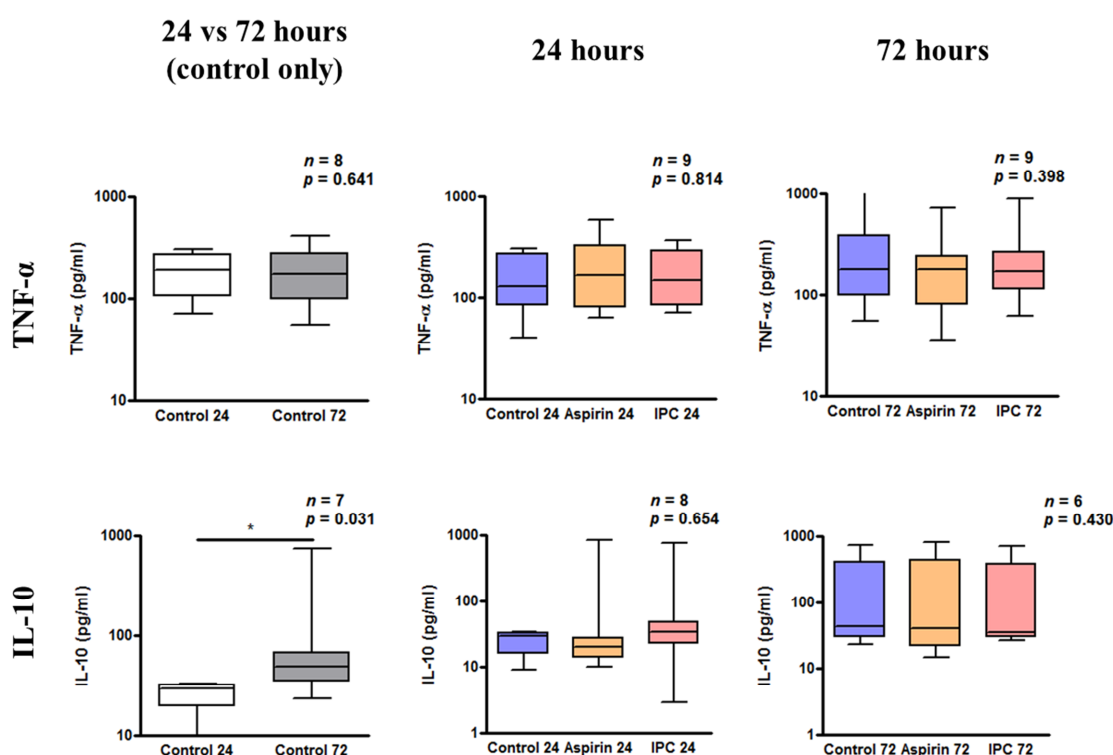 24 vs 72 hours
(control only)
24 hours
72 hours
TNF-α
n = 8
p = 0.641
1000
100
10
TNF-α (pg/ml)
Control 24
Control 72
n = 9
p = 0.814
1000
100
10
TNF-α (pg/ml)
Control 24
Aspirin 24
IPC 24
n = 9
p = 0.398
1000
100
10
TNF-α (pg/ml)
Control 72
Aspirin 72
IPC 72
IL-10
n = 7
p = 0.031
*
1000
100
10
IL-10 (pg/ml)
Control 24
Control 72
n = 8
p = 0.654
1000
100
10
1
IL-10 (pg/ml)
Control 24
Aspirin 24
IPC 24
n = 6
p = 0.430
1000
100
10
1
IL-10 (pg/ml)
Control 72
Aspirin 72
IPC 72